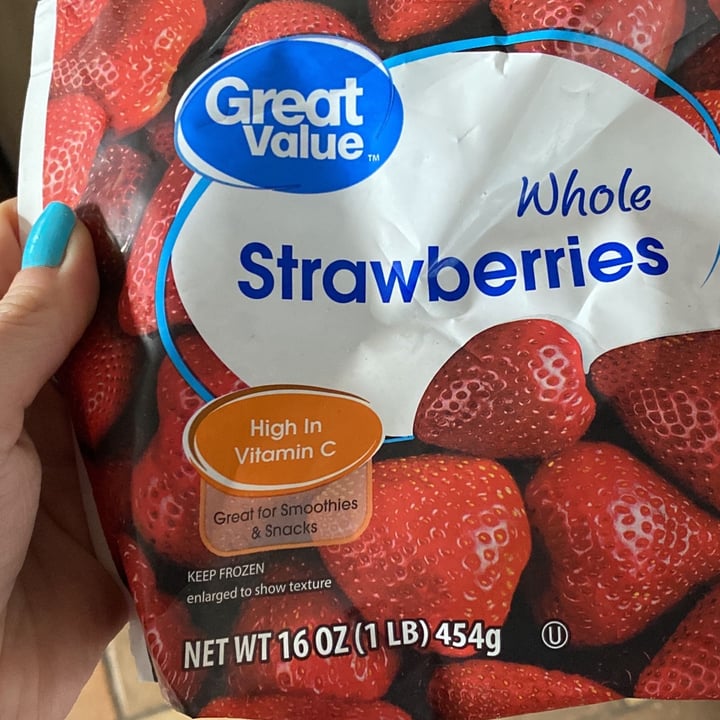 Great
Value™
Whole
Strawberries
High In
Vitamin C
Great for Smoothies
& Snacks
KEEP FROZEN
enlarged to show texture
NET WT 16 OZ (1 LB) 454g
U